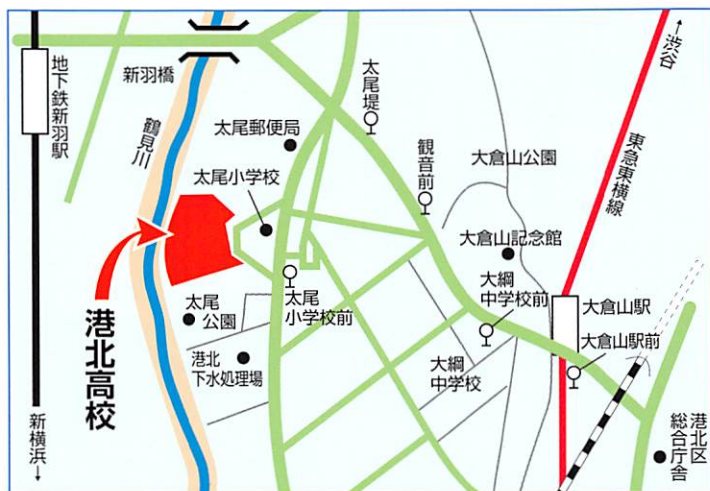 地下鉄新羽駅
新羽橋
鶴見川
太尾堤
太尾郵便局
観音前
太尾小学校
大倉山公園
←渋谷
東急東横線
大倉山記念館
港北高校
太尾
公園
太尾
小学校前
大綱
中学校前
大倉山駅
大倉山駅前
港北
下水処理場
大綱
中学校
新横浜→
港北区
総合庁舎